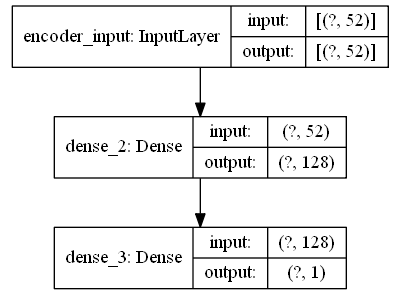 encoder_input: InputLayer
input: [(?, 52)]
output: [(?, 52)]
dense_2: Dense
input: (?, 52)
output: (?, 128)
dense_3: Dense
input: (?, 128)
output: (?, 1)